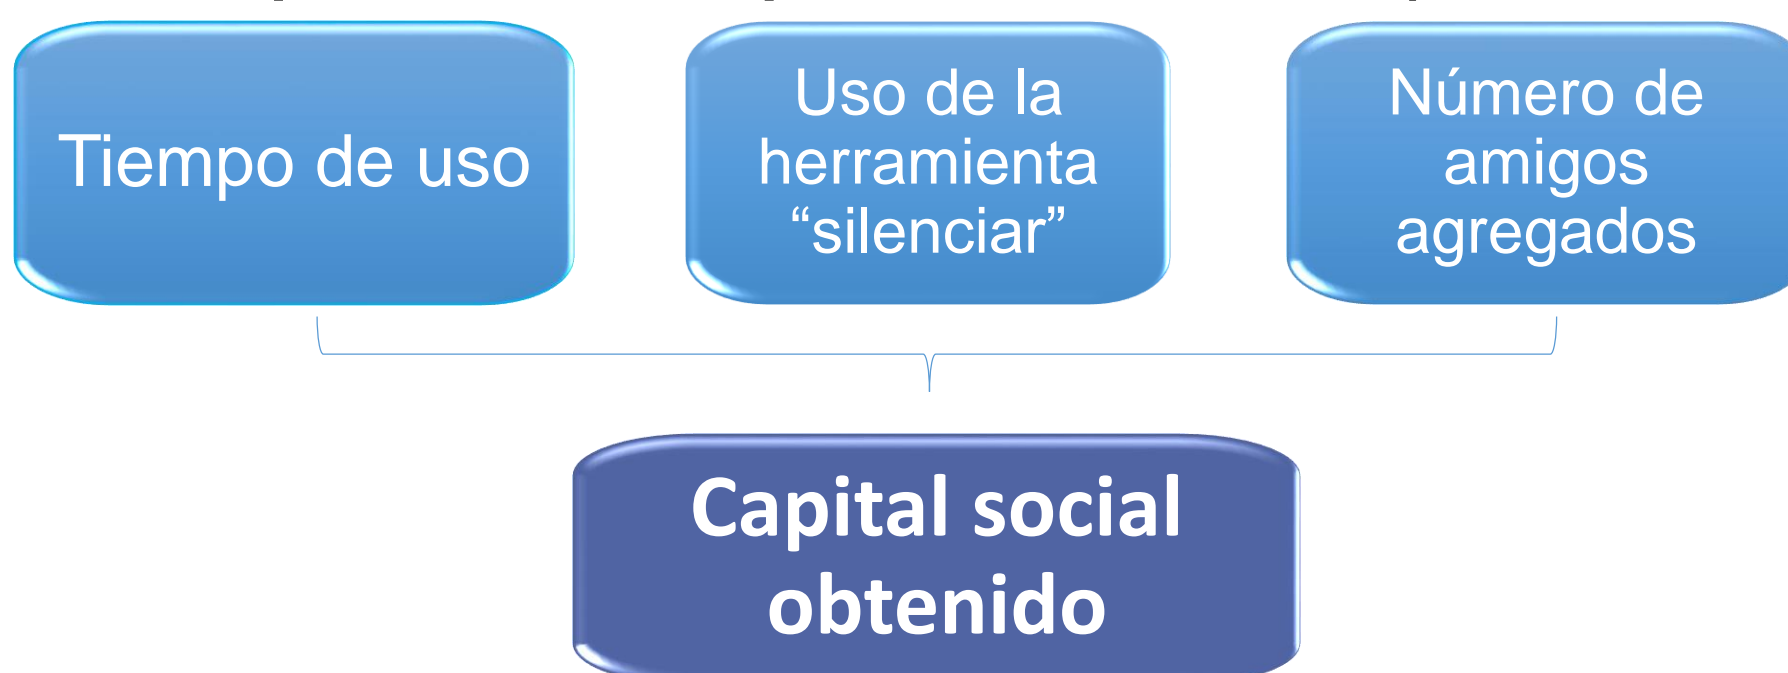 Tiempo de uso
Uso de la
herramienta
“silenciar”
Número de
amigos
agregados
Capital social
obtenido